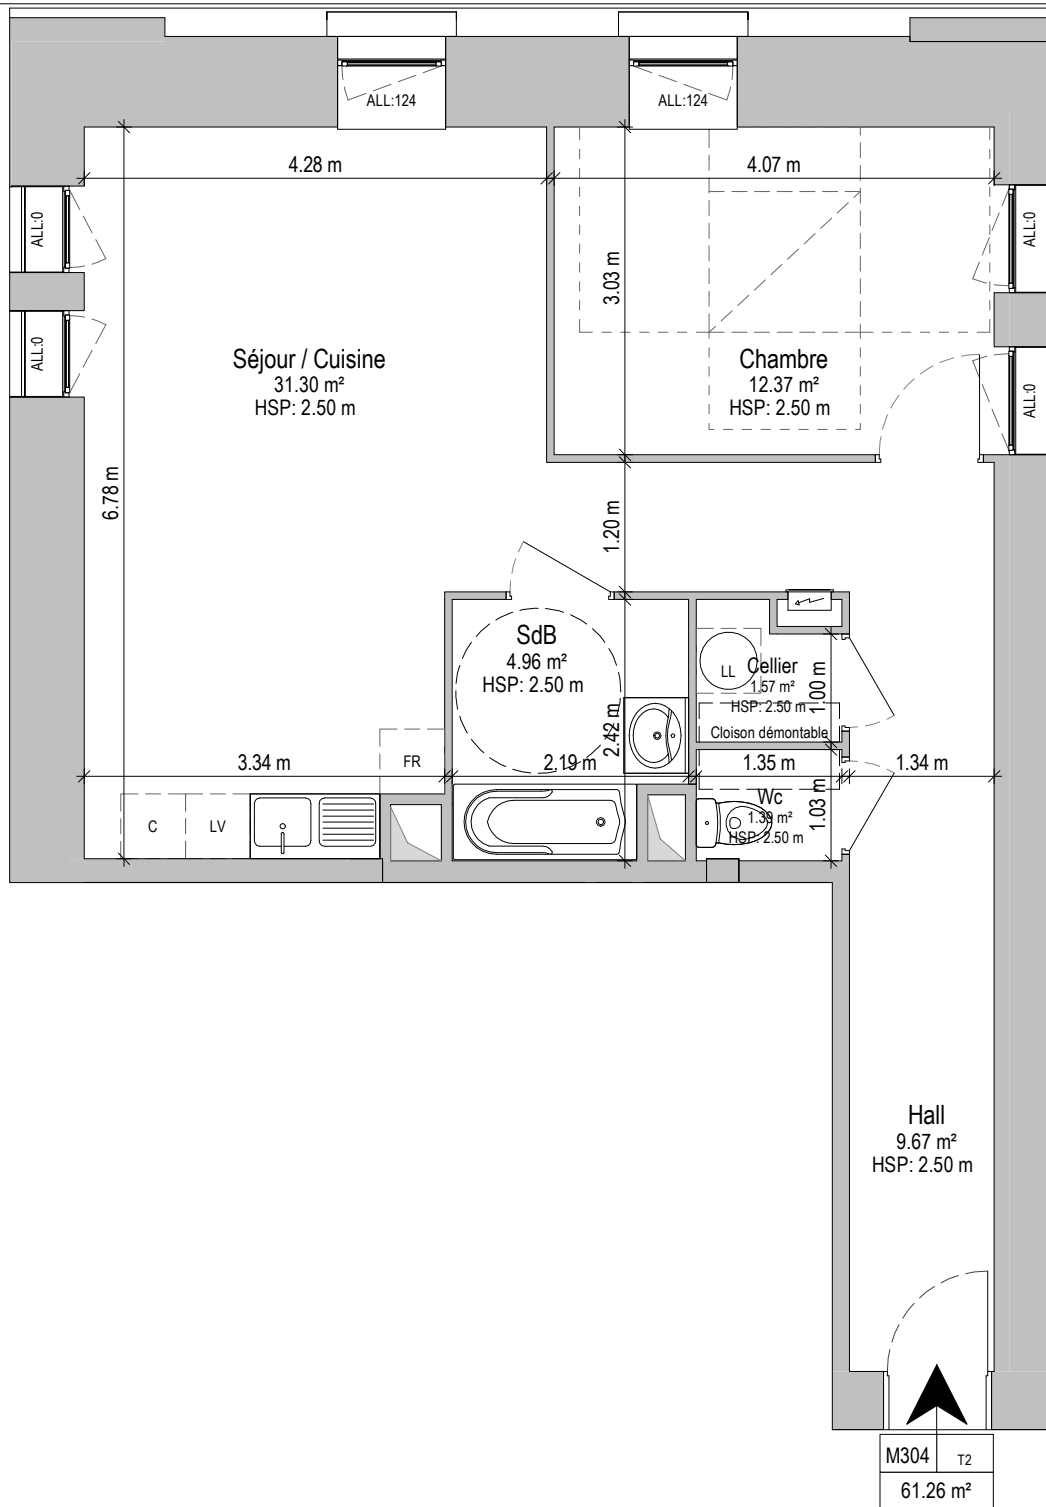 ALL:124
ALL:124
4.28 m
4.07 m
ALL:0
ALL:0
3.03 m
ALL:0
ALL:0
Séjour / Cuisine
31.30 m²
HSP: 2.50 m
Chambre
12.37 m²
HSP: 2.50 m
6.78 m
1.20 m
SdB
4.96 m²
HSP: 2.50 m
2.42 m
LL
Cellier
1.57 m²
HSP: 2.50 m
Cloison démontable
1.00 m
3.34 m
FR
2.19 m
1.35 m
1.34 m
C
LV
Wc
1.39 m²
HSP: 2.50 m
1.03 m
Hall
9.67 m²
HSP: 2.50 m
M304
T2
61.26 m²